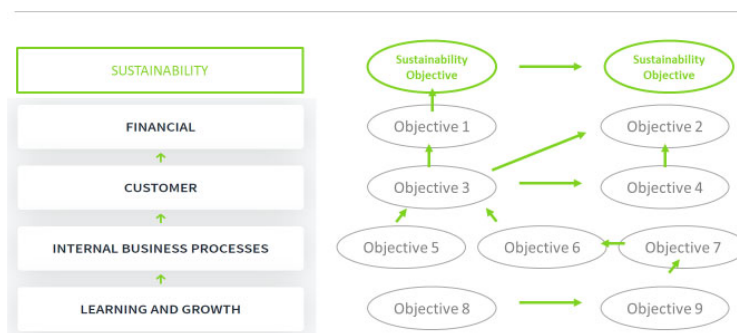 SUSTAINABILITY
Sustainability
Objective
Sustainability
Objective
FINANCIAL
Objective 1
Objective 2
CUSTOMER
Objective 3
Objective 4
INTERNAL BUSINESS PROCESSES
Objective 5
Objective 6
Objective 7
LEARNING AND GROWTH
Objective 8
Objective 9